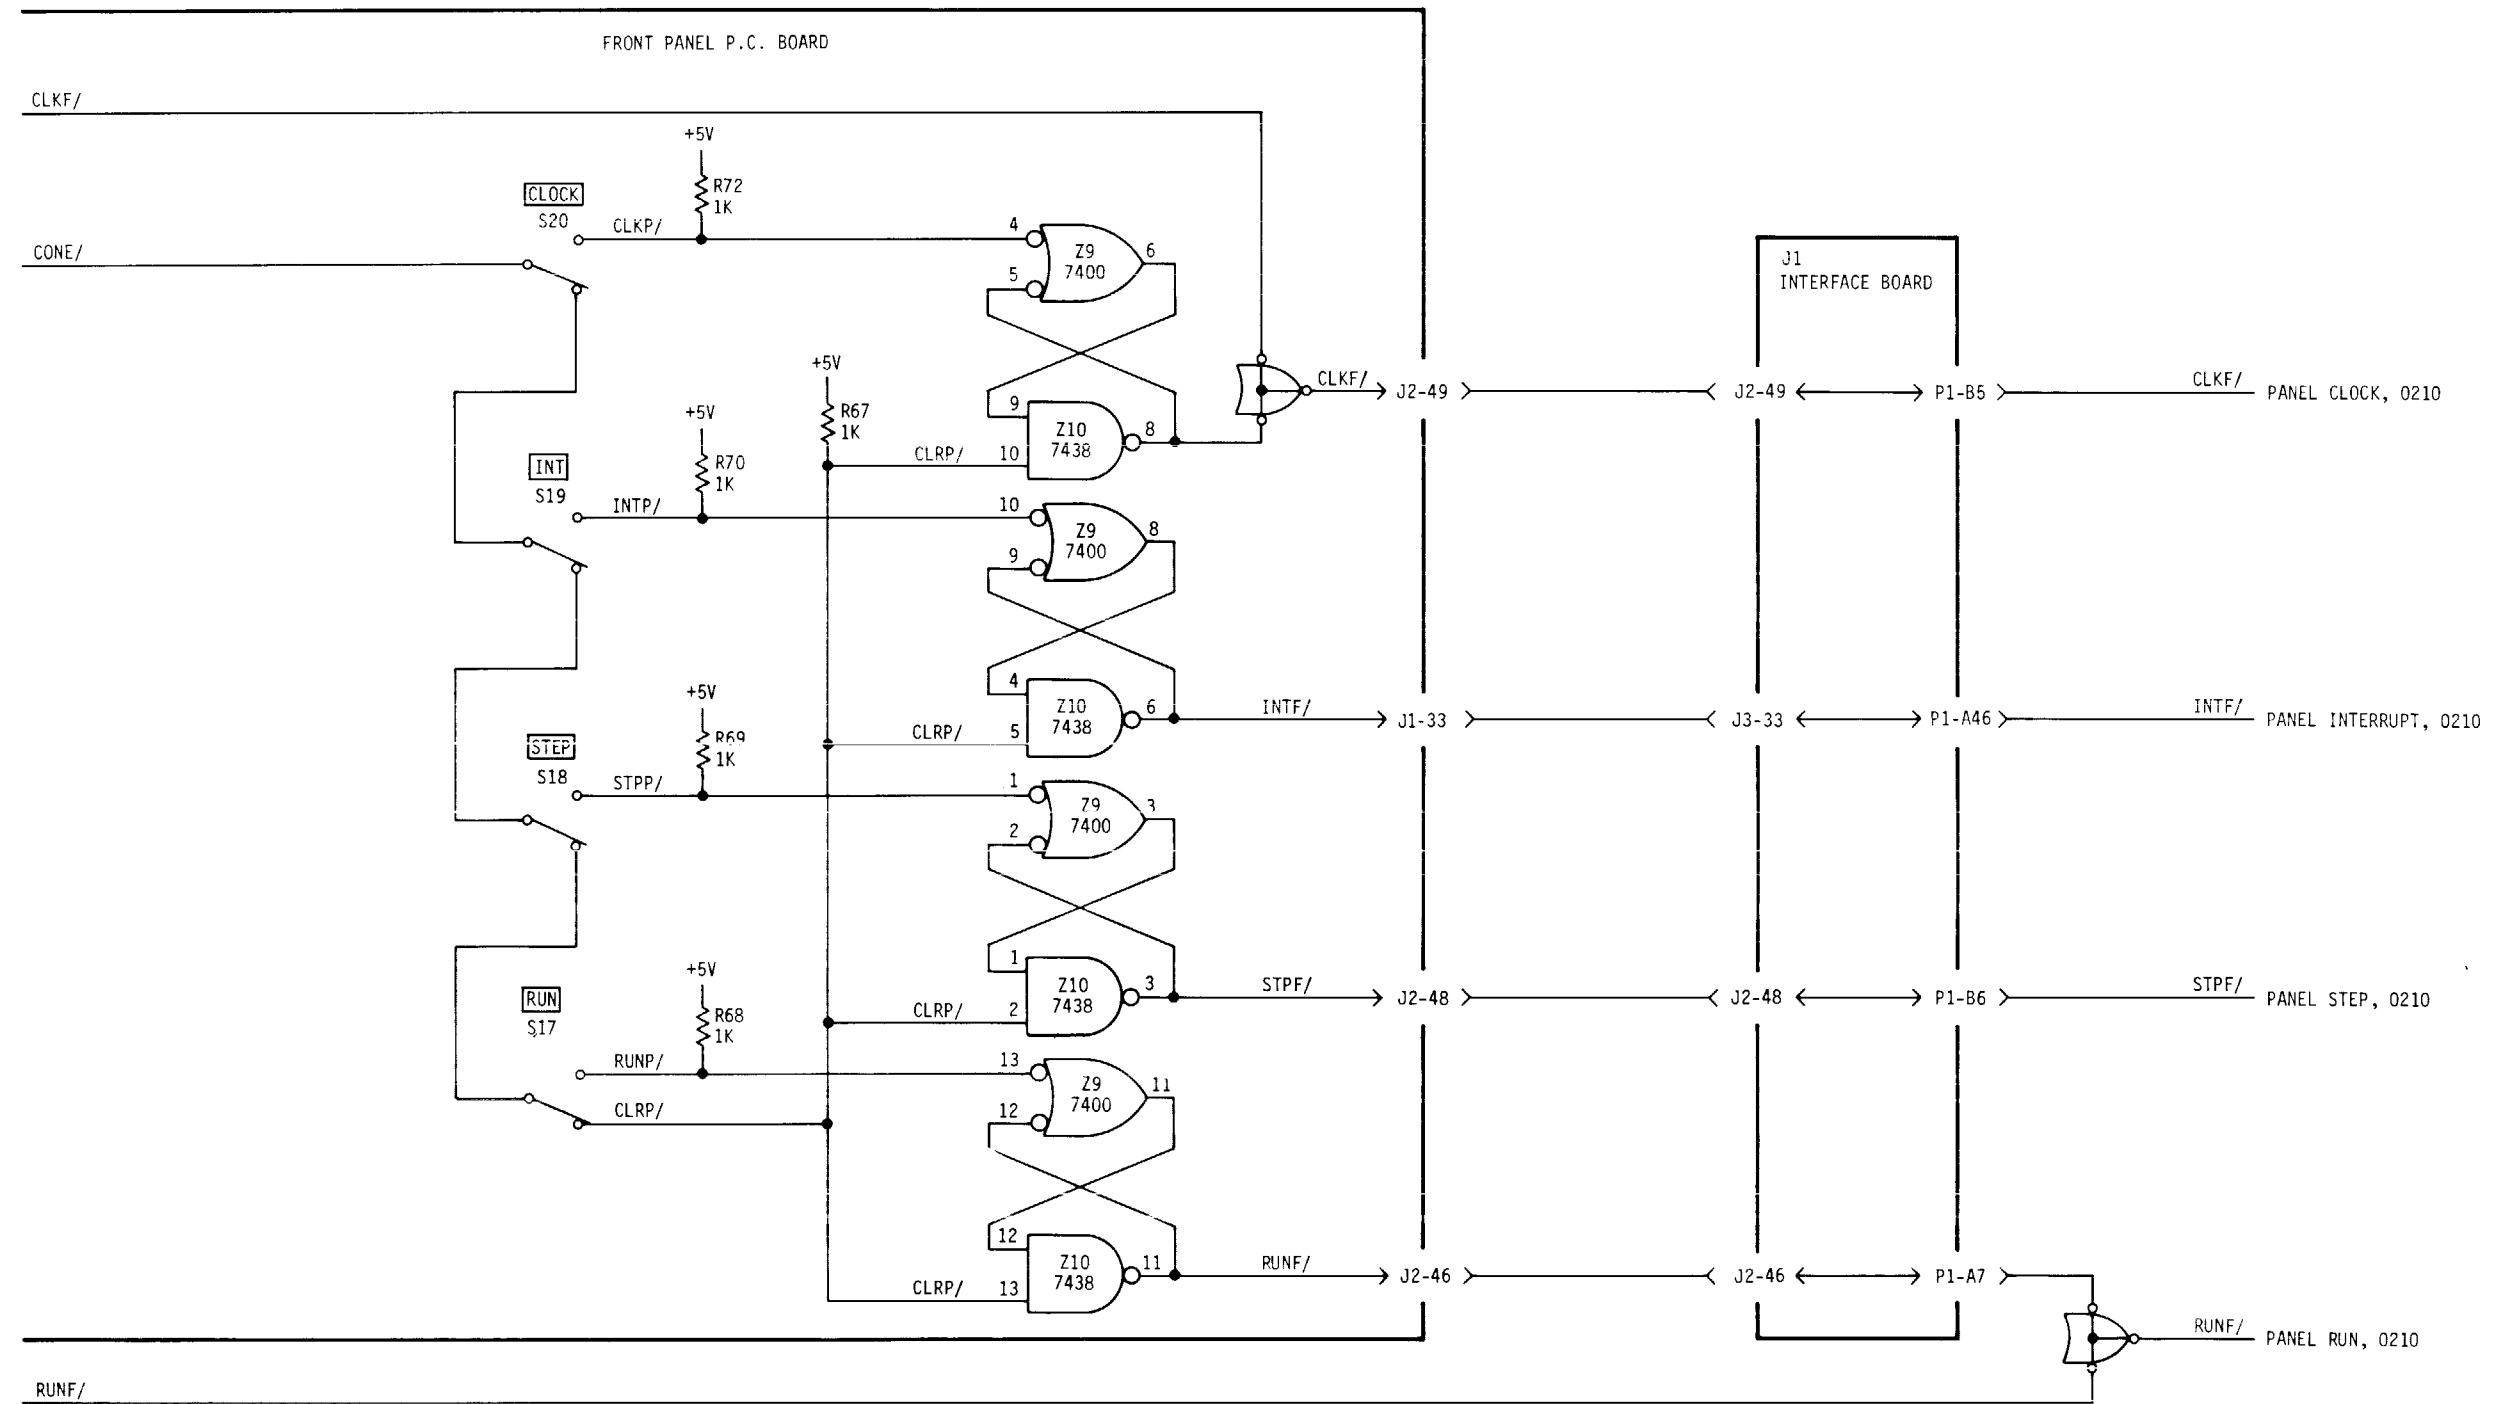 FRONT PANEL P.C. BOARD
CLKF/
+5V
R72
1K
CLOCK
S20
CLKP/
CONE/
4
5
Z9
7400
6
J1
INTERFACE BOARD
+5V
R67
1K
9
Z10
7438
8
CLRP/
10
CLKF/
J2-49
J2-49
P1-B5
CLKF/
PANEL CLOCK, 0210
+5V
R70
1K
INT
S19
INTP/
10
9
Z9
7400
8
4
Z10
7438
6
CLRP/
5
INTF/
J1-33
J3-33
P1-A46
INTF/
PANEL INTERRUPT, 0210
+5V
R69
1K
STEP
S18
STPP/
1
2
Z9
7400
3
1
Z10
7438
3
CLRP/
2
STPF/
J2-48
J2-48
P1-B6
STPF/
PANEL STEP, 0210
+5V
R68
1K
RUN
S17
RUNP/
CLRP/
13
12
Z9
7400
11
12
Z10
7438
11
CLRP/
13
RUNF/
J2-46
J2-46
P1-A7
RUNF/
PANEL RUN, 0210
RUNF/